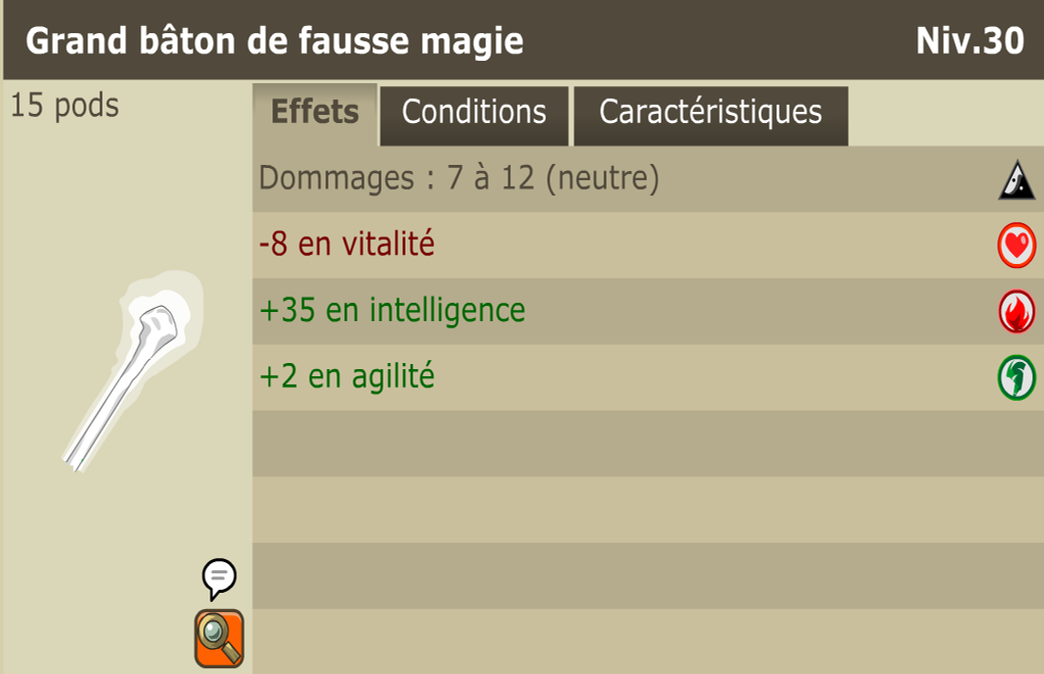 Grand bâton de fausse magie Niv.30
15 pods
Effets Conditions Caractéristiques
Dommages : 7 à 12 (neutre)
-8 en vitalité
+35 en intelligence
+2 en agilité